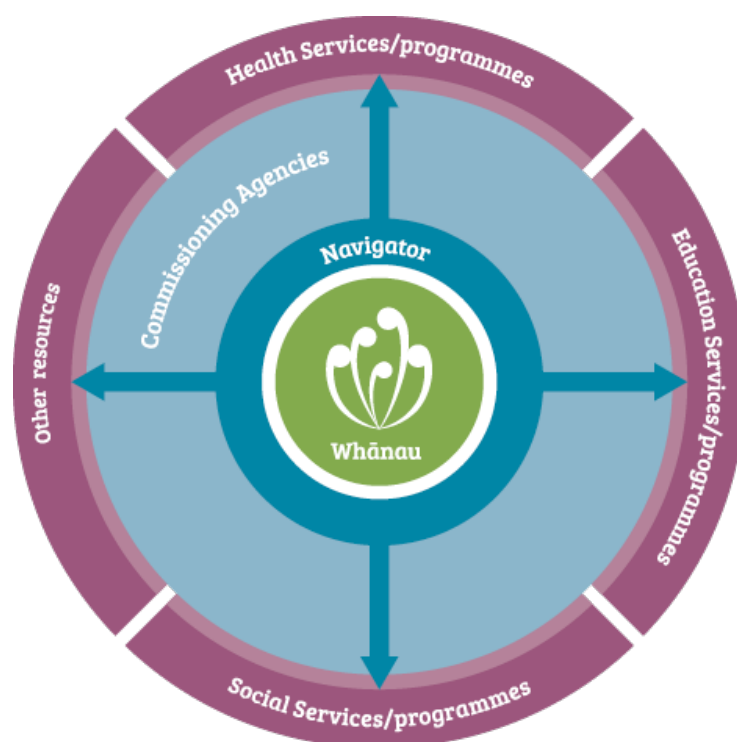 Health Services/programmes
Commissioning Agencies
Navigator
Education Services/programmes
Other resources
Whānau
Social Services/programmes